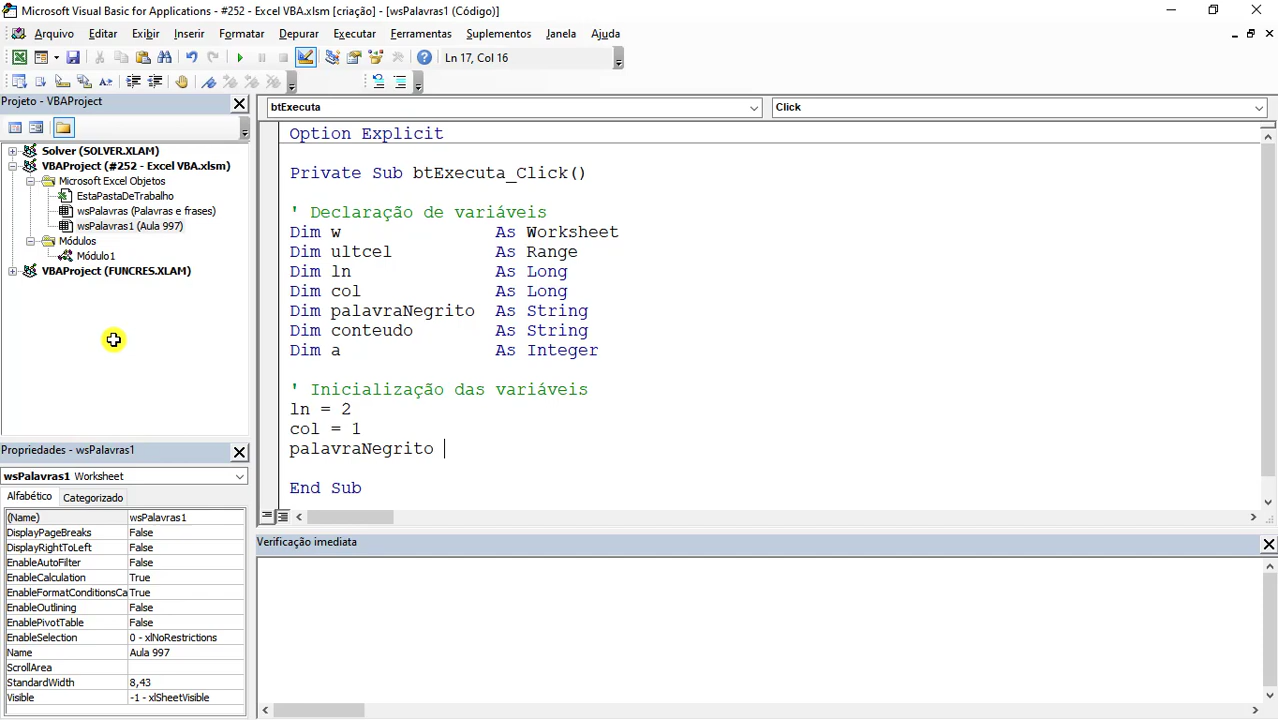 Microsoft Visual Basic for Applications - #252 - Excel VBA.xlsm [criação] - [wsPalavras1 (Código)]
Arquivo Editar Exibir Inserir Formatar Depurar Executar Ferramentas Suplementos Janela Ajuda
Ln 17, Col 16
Projeto - VBAProject
Solver (SOLVER.XLAM)
VBAProject (#252 - Excel VBA.xlsm)
Microsoft Excel Objetos
EstaPastaDeTrabalho
wsPalavras (Palavras e frases)
wsPalavras1 (Aula 997)
Módulos
Módulo1
VBAProject (FUNCRES.XLAM)
Propriedades - wsPalavras1
wsPalavras1 Worksheet
Alfabético Categorizado
(Name) wsPalavras1
DisplayPageBreaks False
DisplayRightToLeft False
EnableAutoFilter False
EnableCalculation True
EnableFormatConditionsCa True
EnableOutlining False
EnablePivotTable False
EnableSelection 0 - xlNoRestrictions
Name Aula 997
ScrollArea
StandardWidth 8,43
Visible -1 - xlSheetVisible
btExecuta Click
Option Explicit
Private Sub btExecuta_Click()
' Declaração de variáveis
Dim w As Worksheet
Dim ultcel As Range
Dim ln As Long
Dim col As Long
Dim palavraNegrito As String
Dim conteudo As String
Dim a As Integer
' Inicialização das variáveis
ln = 2
col = 1
palavraNegrito
End Sub
Verificação imediata